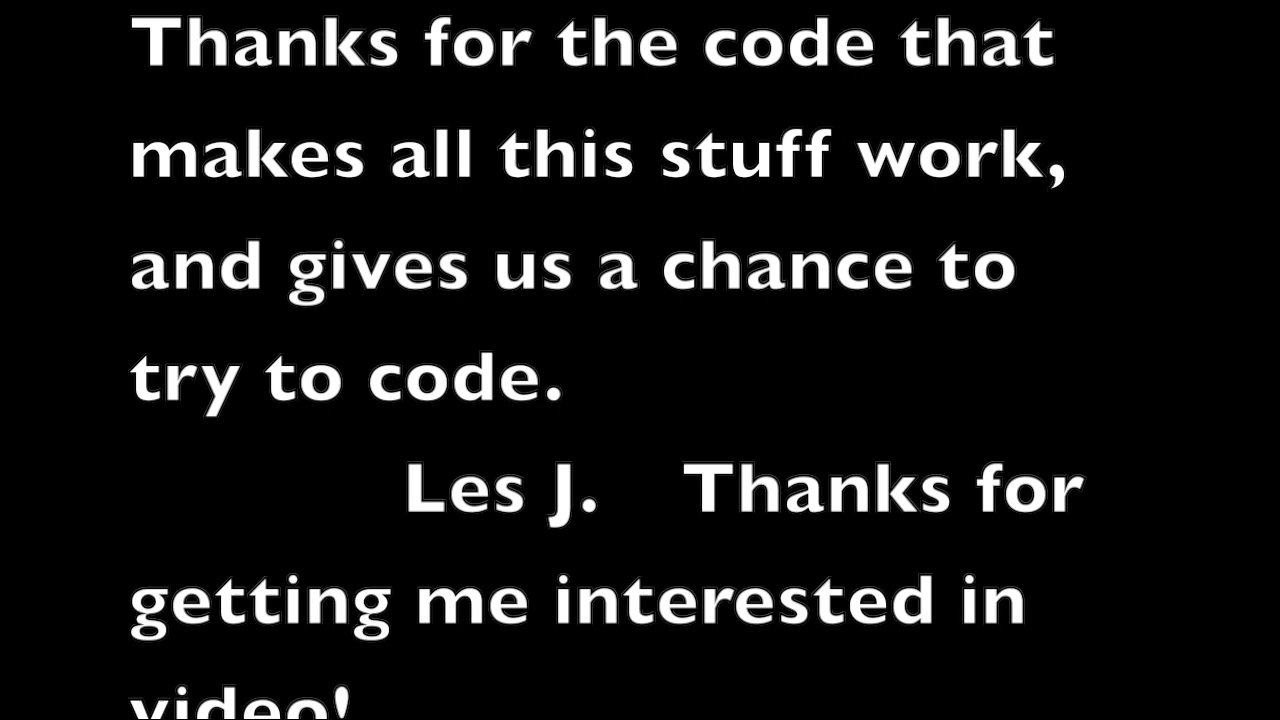 Thanks for the code that
makes all this stuff work,
and gives us a chance to
try to code.
Les J. Thanks for
getting me interested in
video!